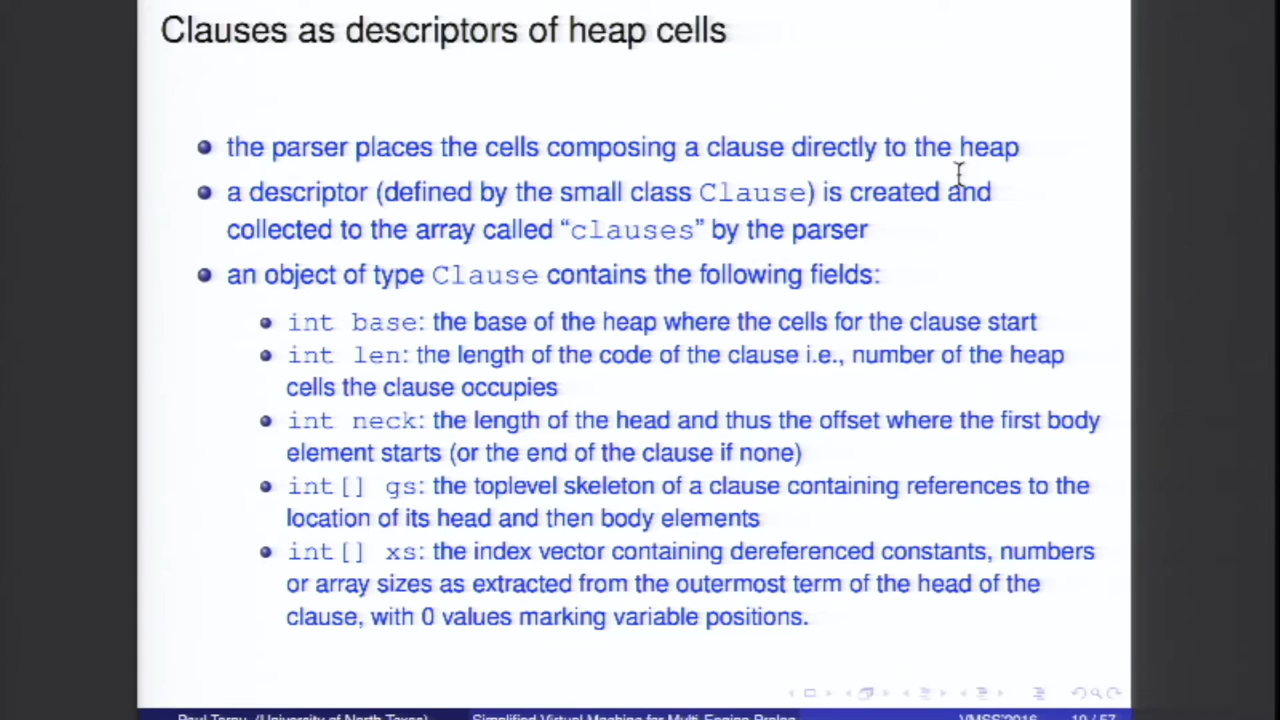 Clauses as descriptors of heap cells
the parser places the cells composing a clause directly to the heap
a descriptor (defined by the small class Clause) is created and
collected to the array called “clauses” by the parser
an object of type Clause contains the following fields:
int base: the base of the heap where the cells for the clause start
int len: the length of the code of the clause i.e., number of the heap
cells the clause occupies
int neck: the length of the head and thus the offset where the first body
element starts (or the end of the clause if none)
int[] gs: the toplevel skeleton of a clause containing references to the
location of its head and then body elements
int[] xs: the index vector containing dereferenced constants, numbers
or array sizes as extracted from the outermost term of the head of the
clause, with 0 values marking variable positions.
Paul Tarau (University of North Texas) Simplified Virtual Machine for Multi-Engine Prolog VMSS'2016 19 / 57